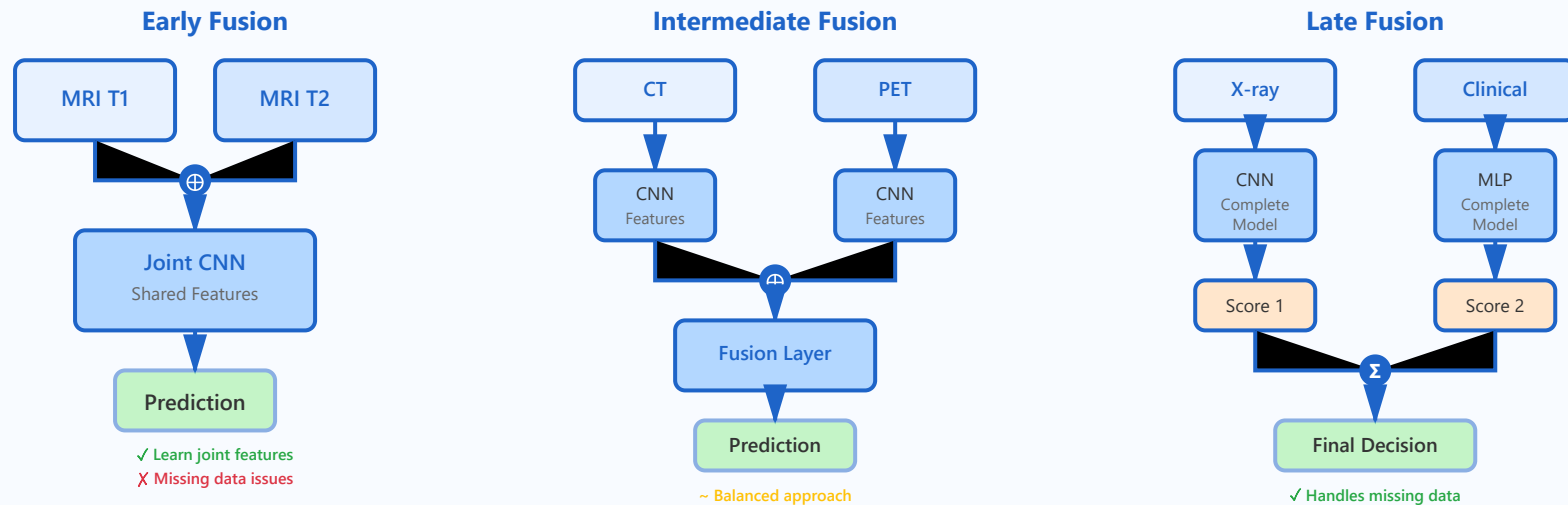 Early Fusion
MRI T1
MRI T2
⊕
Joint CNN
Shared Features
Prediction
✓ Learn joint features
✗ Missing data issues
Intermediate Fusion
CT
PET
CNN
Features
CNN
Features
⊕
Fusion Layer
Prediction
~ Balanced approach
Late Fusion
X-ray
Clinical
CNN
Complete
Model
MLP
Complete
Model
Score 1
Score 2
Σ
Final Decision
✓ Handles missing data